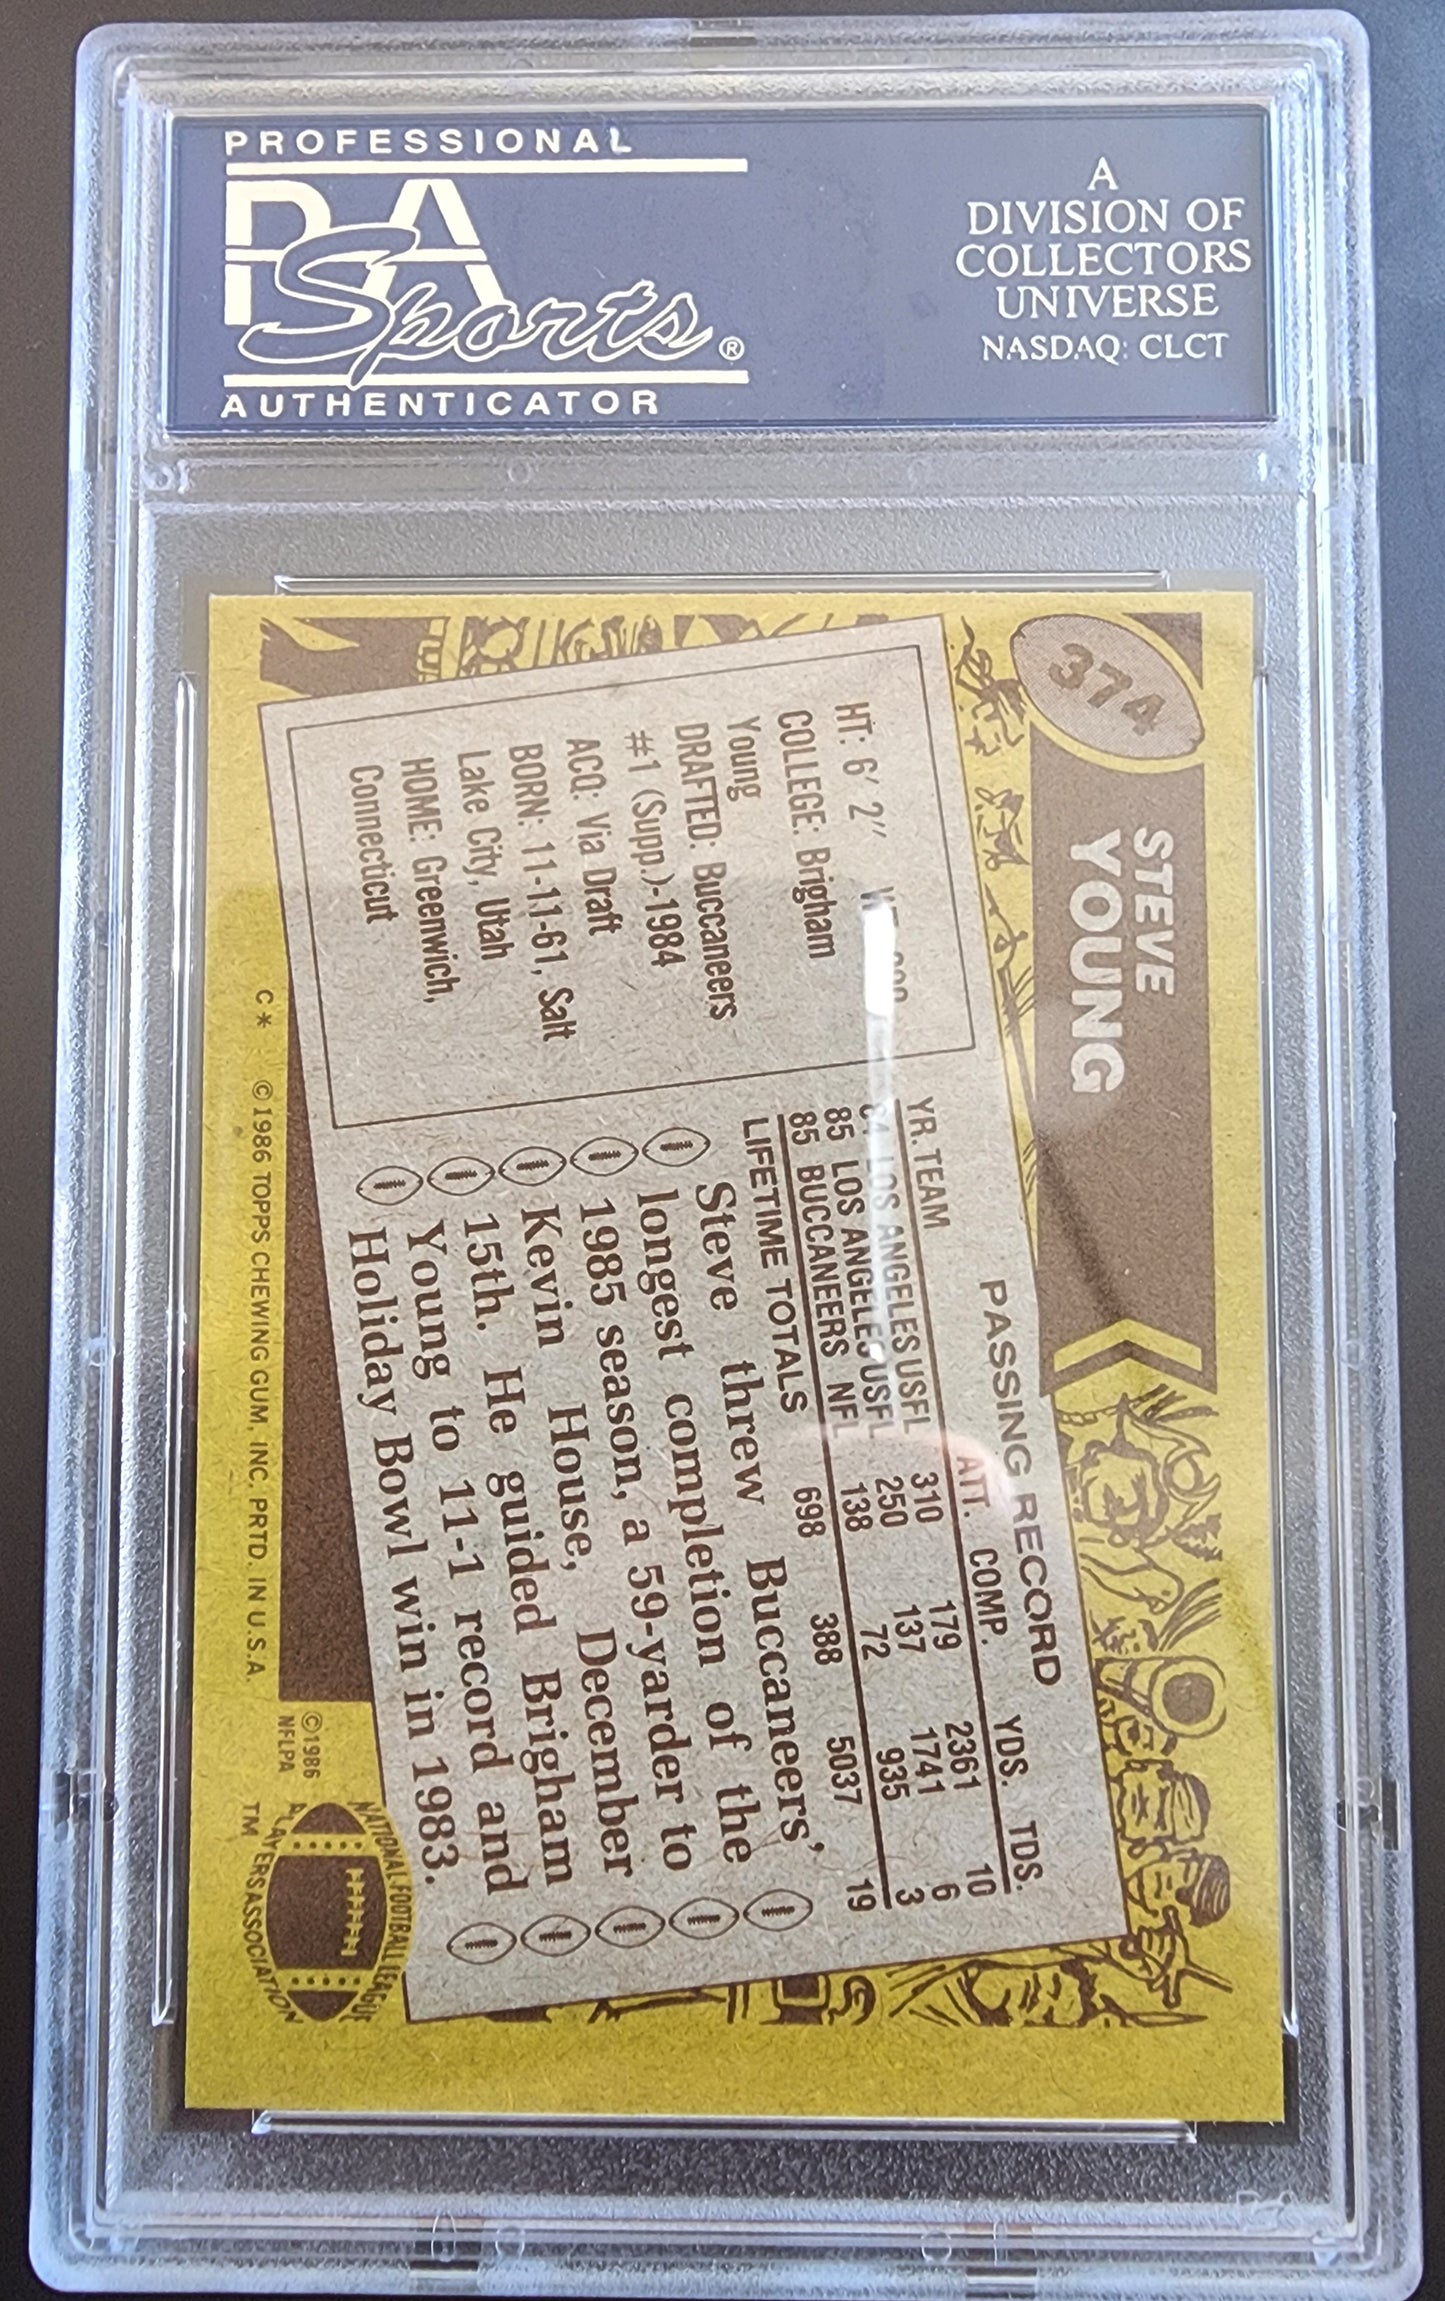 PROFESSIONAL
PSA
Sports®
AUTHENTICATOR
A
DIVISION OF
COLLECTORS
UNIVERSE
NASDAQ: CLCT
374
STEVE
YOUNG
HT: 6' 2"
COLLEGE: Brigham
Young
DRAFTED: Buccaneers
#1 (Supp.)-1984
ACQ: Via Draft
BORN: 11-11-61, Salt
Lake City, Utah
HOME: Greenwich,
Connecticut
PASSING RECORD
YR. TEAM ATT. COMP. YDS. TDS.
84 LOS ANGELES USFL 310 179 2361 10
85 LOS ANGELES USFL 250 137 1741 6
85 BUCCANEERS NFL 138 72 935 3
LIFETIME TOTALS 698 388 5037 19
Steve threw Buccaneers'
longest completion of the
1985 season, a 59-yarder to
Kevin House, December
15th. He guided Brigham
Young to 11-1 record and
Holiday Bowl win in 1983.
C* ©1986 TOPPS CHEWING GUM, INC. PRTD. IN U.S.A.
©1986
NFLPA
TM
NATIONAL FOOTBALL LEAGUE
PLAYERS ASSOCIATION